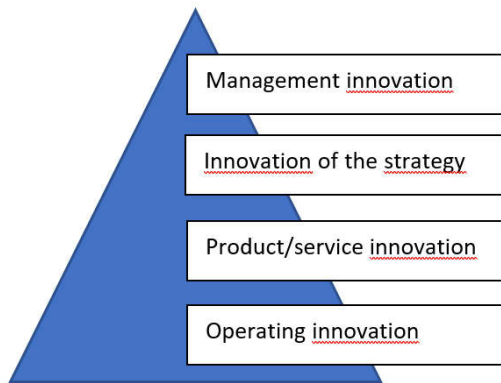 Management innovation
Innovation of the strategy
Product/service innovation
Operating innovation